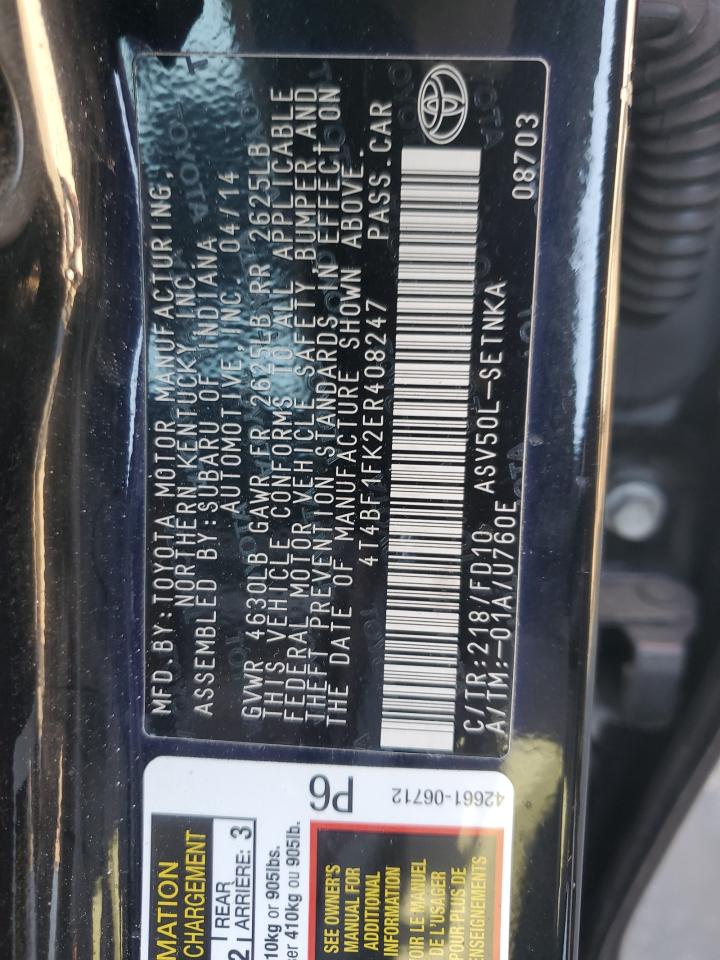 MFD.BY:TOYOTA MOTOR MANUFACTURING,
NORTHERN KENTUCKY INC.
ASSEMBLED BY:SUBARU OF INDIANA
AUTOMOTIVE,INC 04/14
GVWR 4630LB GAWR FR 2625LB RR 2625LB
THIS VEHICLE CONFORMS TO ALL APPLICABLE
FEDERAL MOTOR VEHICLE SAFETY,BUMPER AND
THEFT PREVENTION STANDARDS IN EFFECT ON
THE DATE OF MANUFACTURE SHOWN ABOVE.
4T4BF1FK2ER408247 PASS.CAR
C/TR:218/FD10
A/TM:-01A/U760E ASV50L-SETNKA 08703
P6
42661-06712
MATION
CHARGEMENT
REAR
2 ARRIÈRE: 3
10kg or 905lbs.
ser 410kg ou 905lb.
SEE OWNER'S
MANUAL FOR
ADDITIONAL
INFORMATION
VOIR LE MANUEL
DE L'USAGER
POUR PLUS DE
RENSEIGNEMENTS